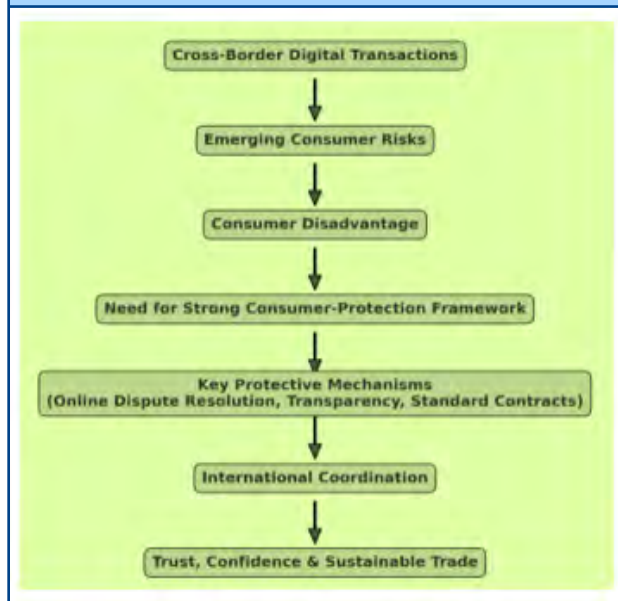 Cross-Border Digital Transactions
Emerging Consumer Risks
Consumer Disadvantage
Need for Strong Consumer-Protection Framework
Key Protective Mechanisms
(Online Dispute Resolution, Transparency, Standard Contracts)
International Coordination
Trust, Confidence & Sustainable Trade